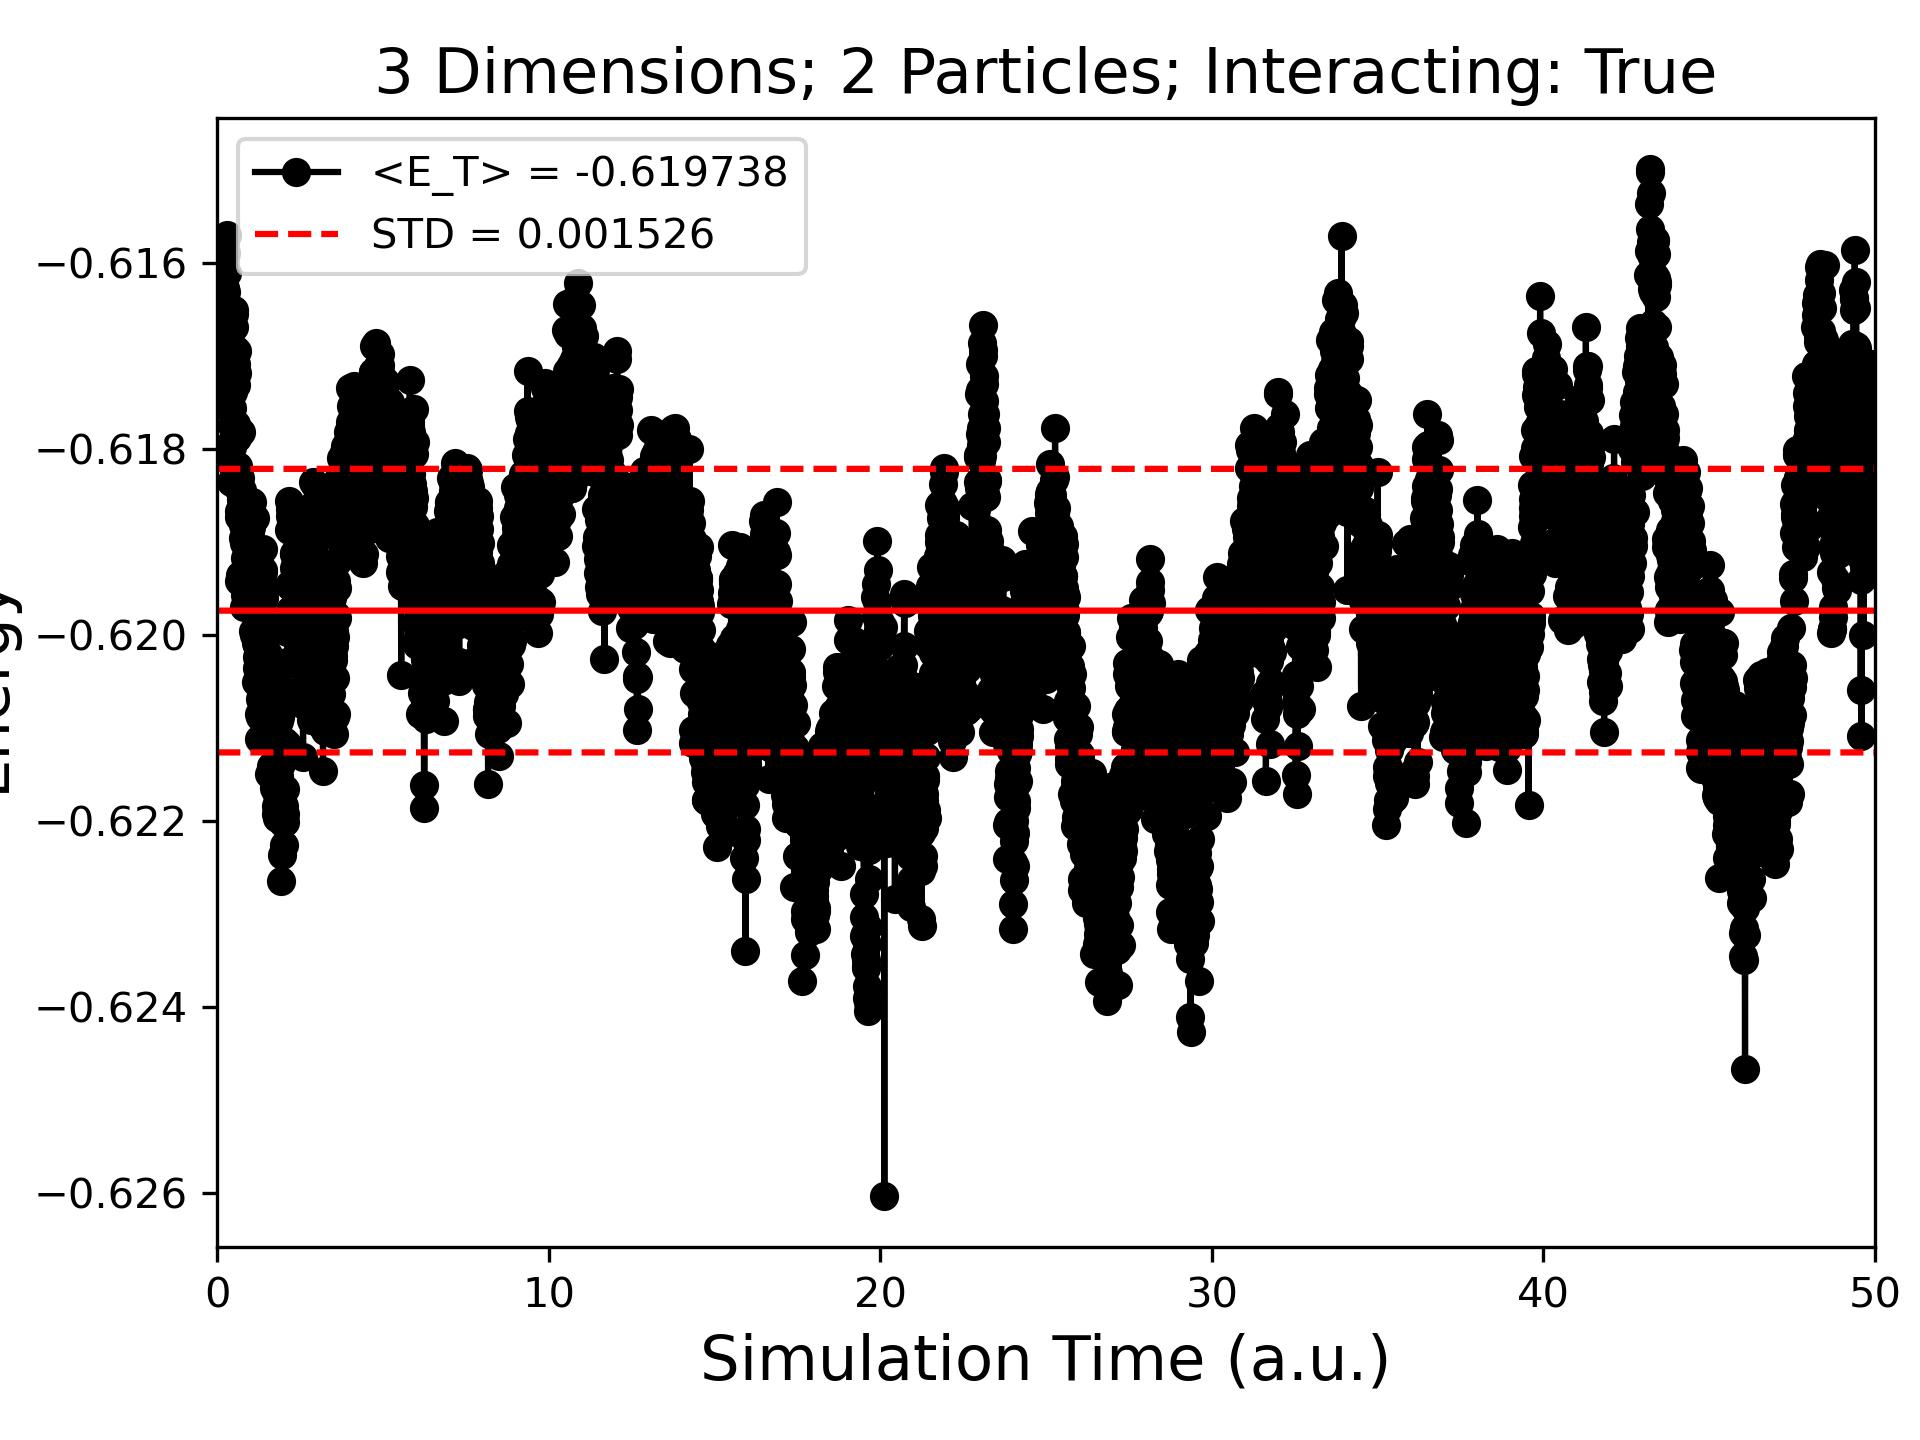 3 Dimensions; 2 Particles; Interacting: True
<E_T> = -0.619738
STD = 0.001526
−0.616
−0.618
−0.620
−0.622
−0.624
−0.626
Energy
0 10 20 30 40 50
Simulation Time (a.u.)